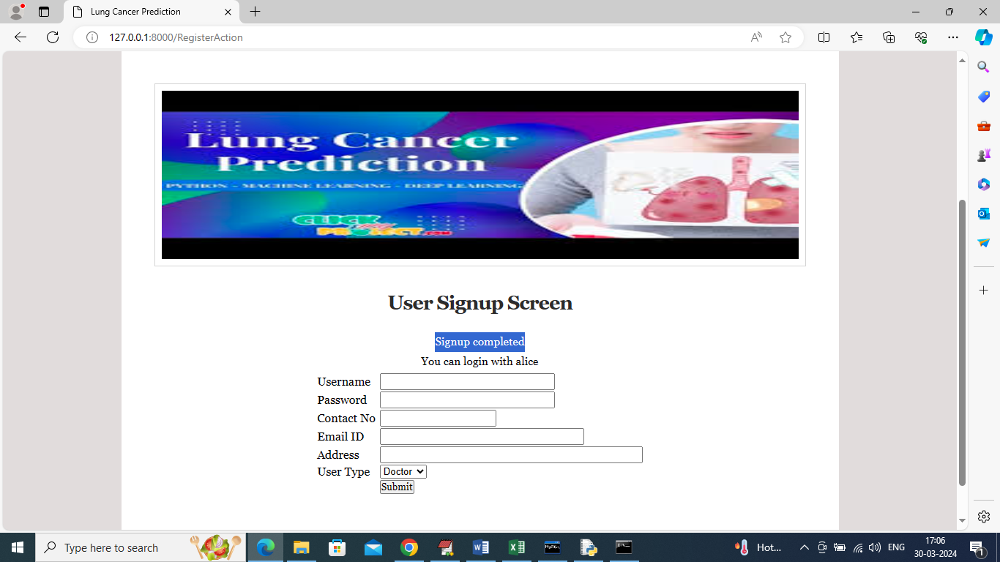 Lung Cancer Prediction
127.0.0.1:8000/RegisterAction
Lung Cancer
Prediction
PYTHON - MACHINE LEARNING - DEEP LEARNING
CLICK
PROJECT.COM
User Signup Screen
Signup completed
You can login with alice
Username
Password
Contact No
Email ID
Address
User Type Doctor
Submit
Type here to search
Hot...
ENG
17:06
30-03-2024
1